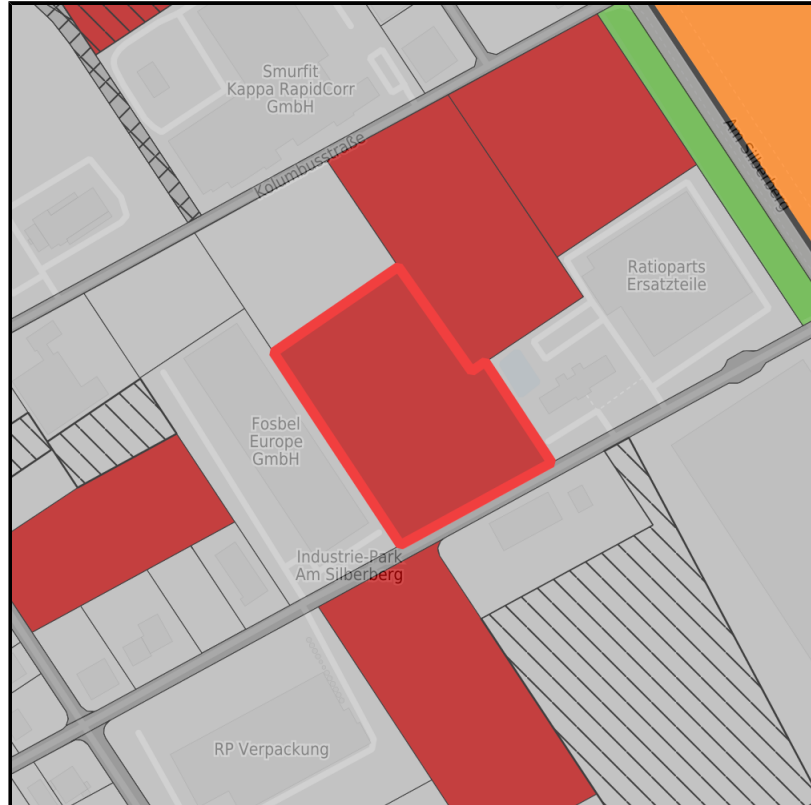 Smurfit
Kappa RapidCorr
GmbH
Kolumbusstraße
Am Silberberg
Ratioparts
Ersatzteile
Fosbel
Europe
GmbH
Industrie-Park
Am Silberberg
RP Verpackung